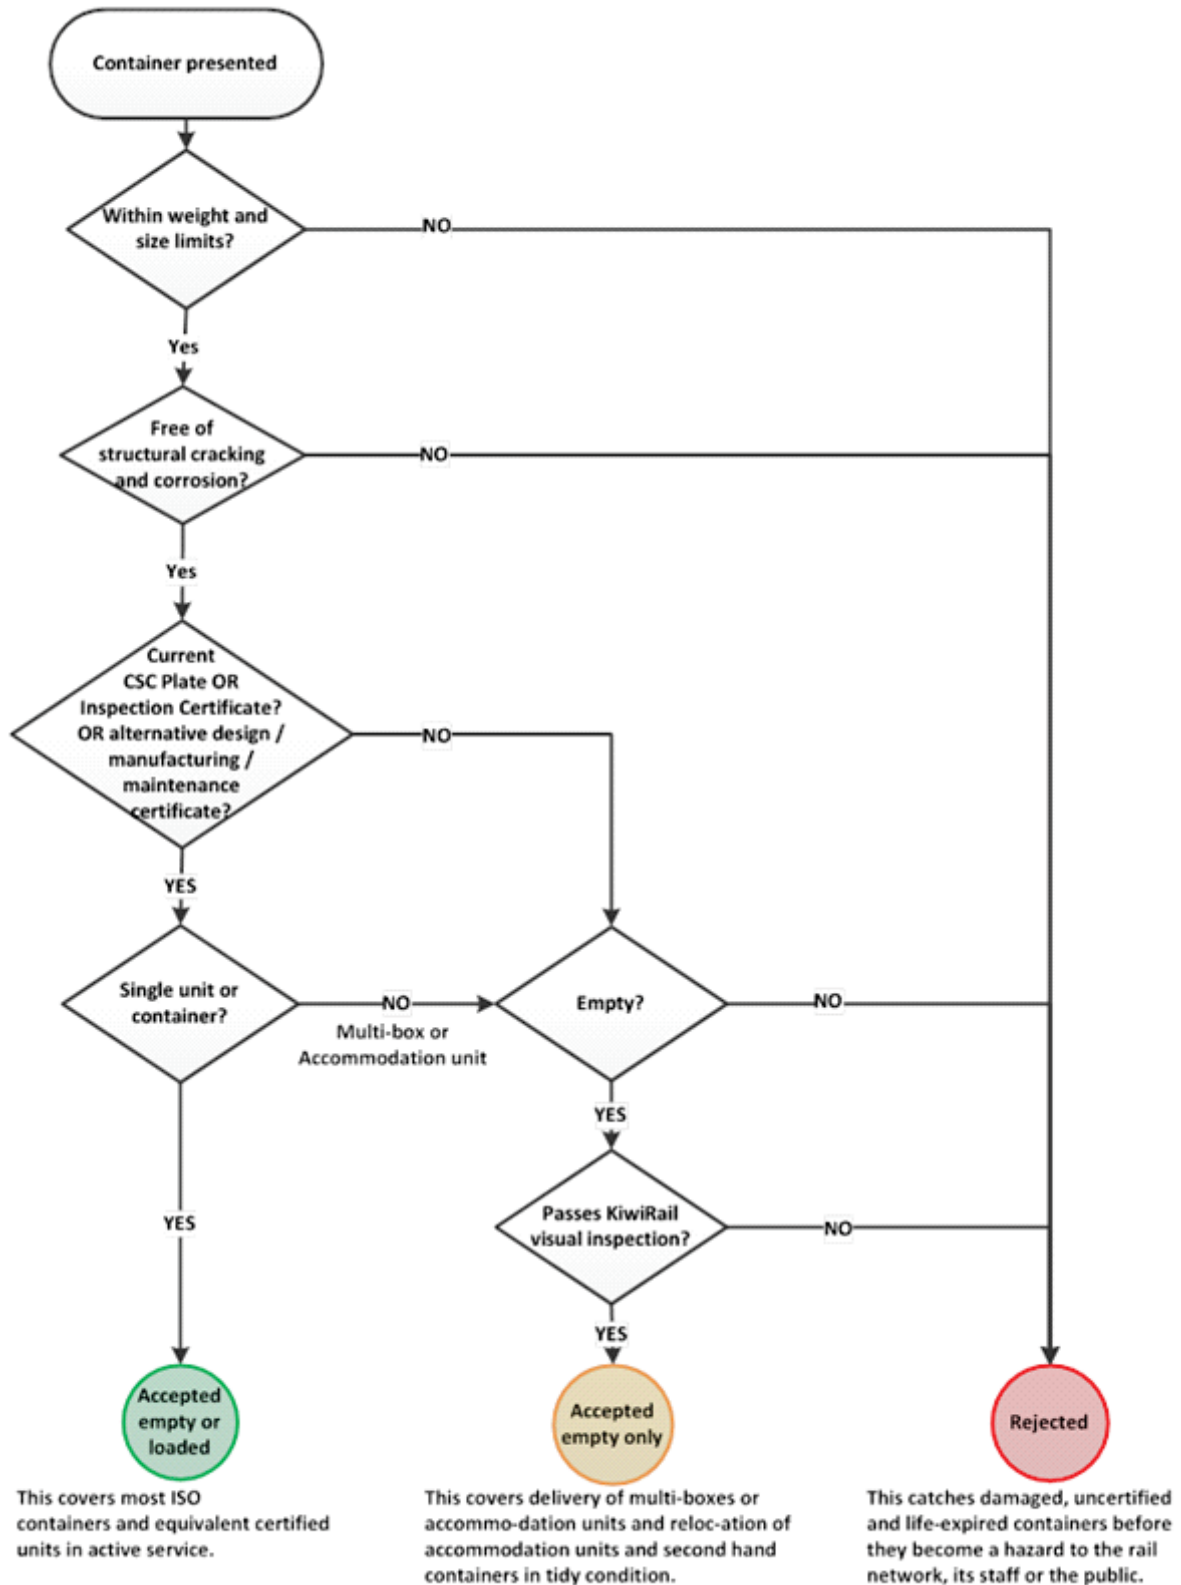 Container presented
Within weight and
size limits?
NO
Yes
Free of
structural cracking
and corrosion?
NO
Yes
Current
CSC Plate OR
Inspection Certificate?
OR alternative design /
manufacturing /
maintenance
certificate?
NO
YES
Single unit or
container?
NO
Multi-box or
Accommodation unit
Empty?
NO
YES
Passes KiwiRail
visual inspection?
NO
YES
YES
Accepted
empty or
loaded
Accepted
empty only
Rejected
This covers most ISO
containers and equivalent certified
units in active service.
This covers delivery of multi-boxes or
accommo-dation units and reloc-ation of
accommodation units and second hand
containers in tidy condition.
This catches damaged, uncertified
and life-expired containers before
they become a hazard to the rail
network, its staff or the public.